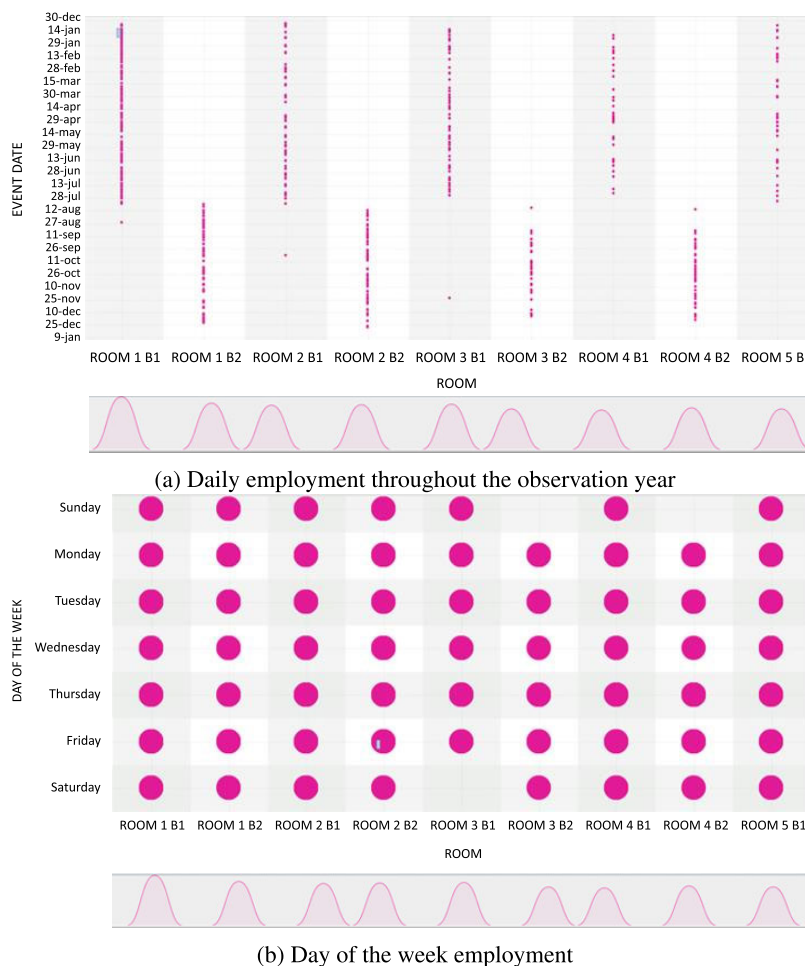 30-dec
14-jan
29-jan
13-feb
28-feb
15-mar
30-mar
14-apr
29-apr
14-may
29-may
13-jun
28-jun
13-jul
28-jul
12-aug
27-aug
11-sep
26-sep
11-oct
26-oct
10-nov
25-nov
10-dec
25-dec
9-jan
EVENT DATE
ROOM 1 B1 ROOM 1 B2 ROOM 2 B1 ROOM 2 B2 ROOM 3 B1 ROOM 3 B2 ROOM 4 B1 ROOM 4 B2 ROOM 5 B
ROOM
(a) Daily employment throughout the observation year
Sunday
Monday
Tuesday
Wednesday
Thursday
Friday
Saturday
DAY OF THE WEEK
ROOM 1 B1 ROOM 1 B2 ROOM 2 B1 ROOM 2 B2 ROOM 3 B1 ROOM 3 B2 ROOM 4 B1 ROOM 4 B2 ROOM 5 B1
ROOM
(b) Day of the week employment